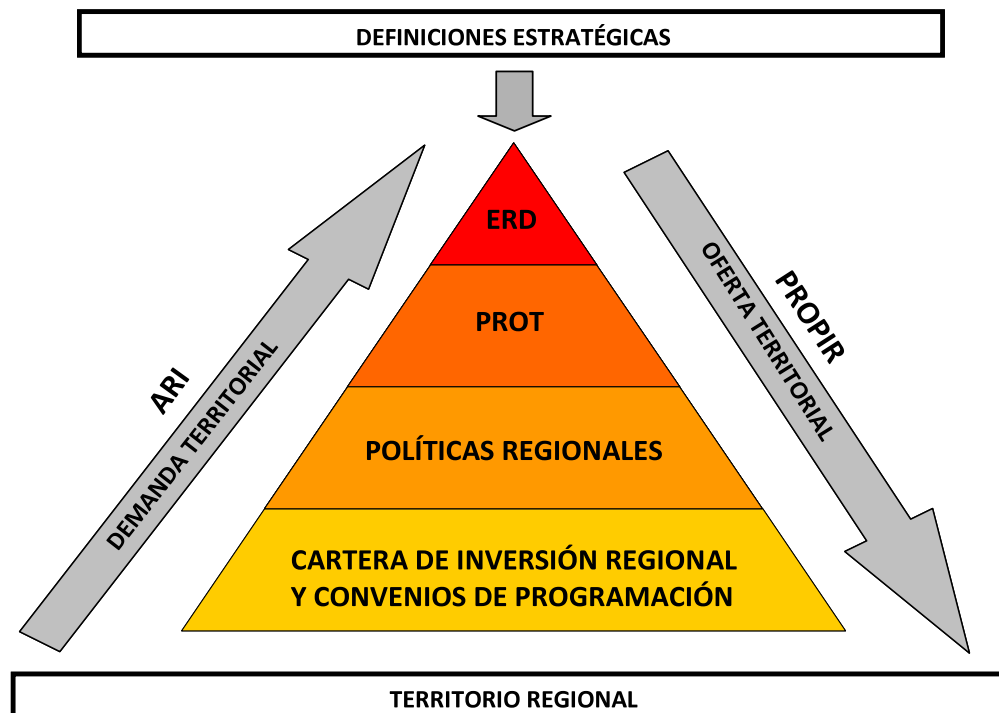 DEFINICIONES ESTRATÉGICAS
ERD
PROT
POLÍTICAS REGIONALES
CARTERA DE INVERSIÓN REGIONAL
Y CONVENIOS DE PROGRAMACIÓN
ARI
DEMANDA TERRITORIAL
PROPIR
OFERTA TERRITORIAL
TERRITORIO REGIONAL